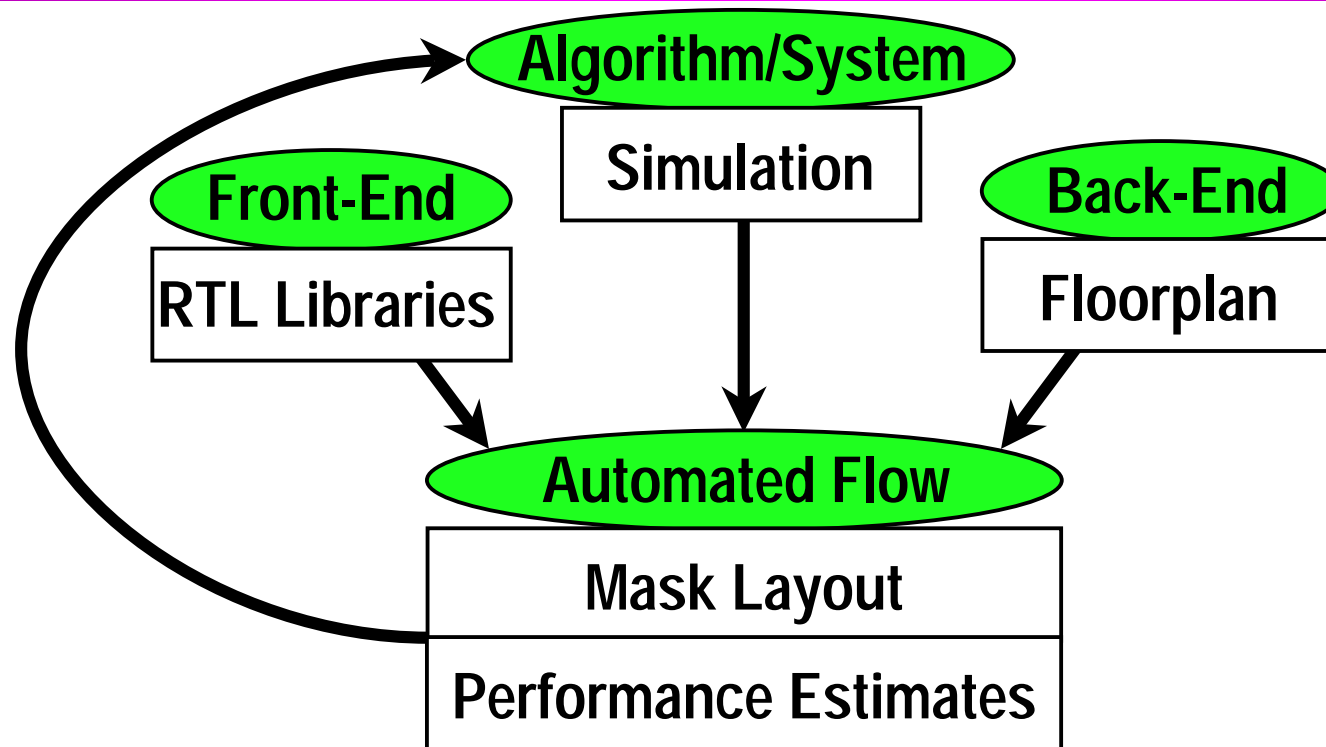 Algorithm/System
Simulation
Front-End
RTL Libraries
Back-End
Floorplan
Automated Flow
Mask Layout
Performance Estimates